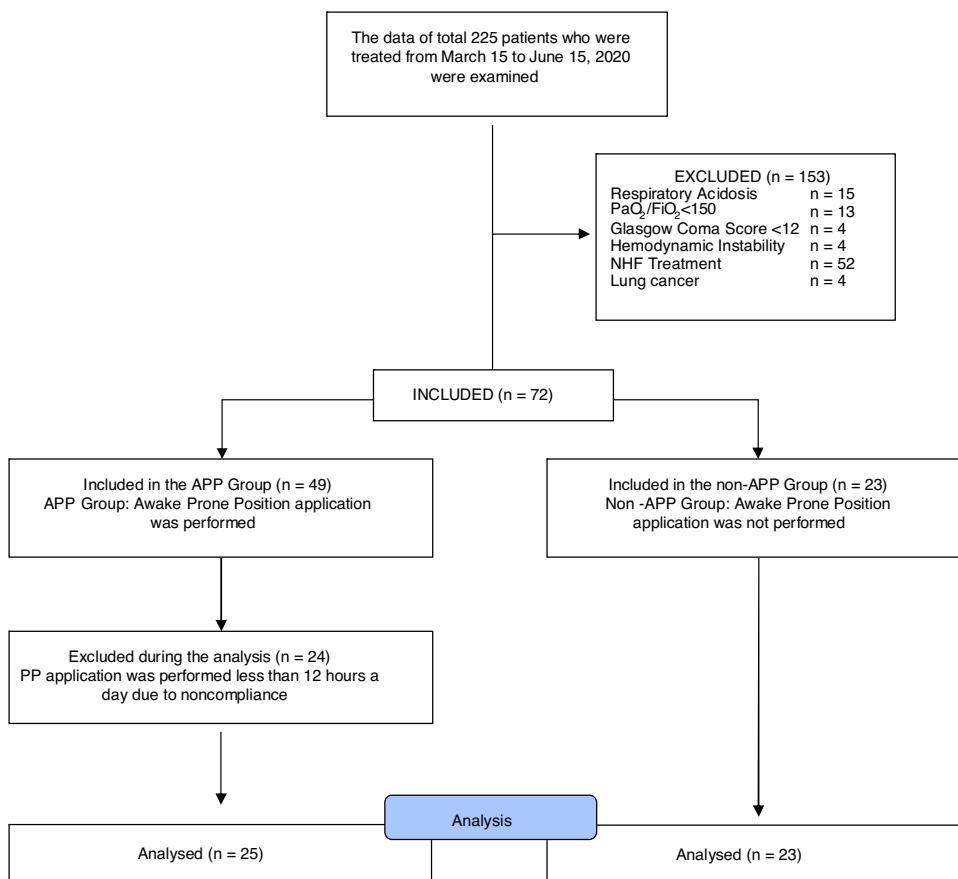 The data of total 225 patients who were
treated from March 15 to June 15, 2020
were examined
EXCLUDED (n = 153)
Respiratory Acidosis n = 15
PaO₂/FiO₂<150 n = 13
Glasgow Coma Score <12 n = 4
Hemodynamic Instability n = 4
NHF Treatment n = 52
Lung cancer n = 4
INCLUDED (n = 72)
Included in the APP Group (n = 49)
APP Group: Awake Prone Position application
was performed
Included in the non-APP Group (n = 23)
Non -APP Group: Awake Prone Position
application was not performed
Excluded during the analysis (n = 24)
PP application was performed less than 12 hours a
day due to noncompliance
Analysis
Analysed (n = 25)
Analysed (n = 23)